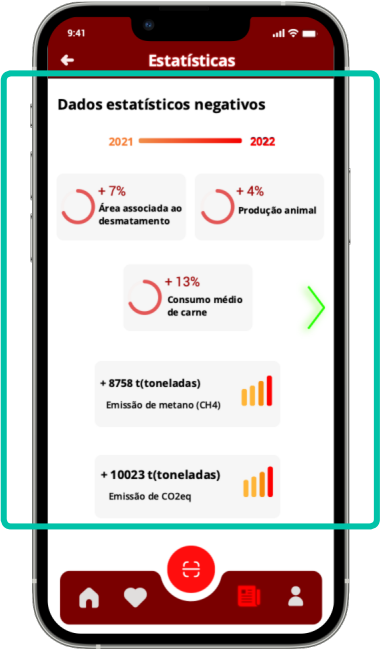 9:41
Estatísticas
Dados estatísticos negativos
2021 2022
+ 7%
Área associada ao
desmatamento
+ 4%
Produção animal
+ 13%
Consumo médio
de carne
+ 8758 t(toneladas)
Emissão de metano (CH4)
+ 10023 t(toneladas)
Emissão de CO2eq